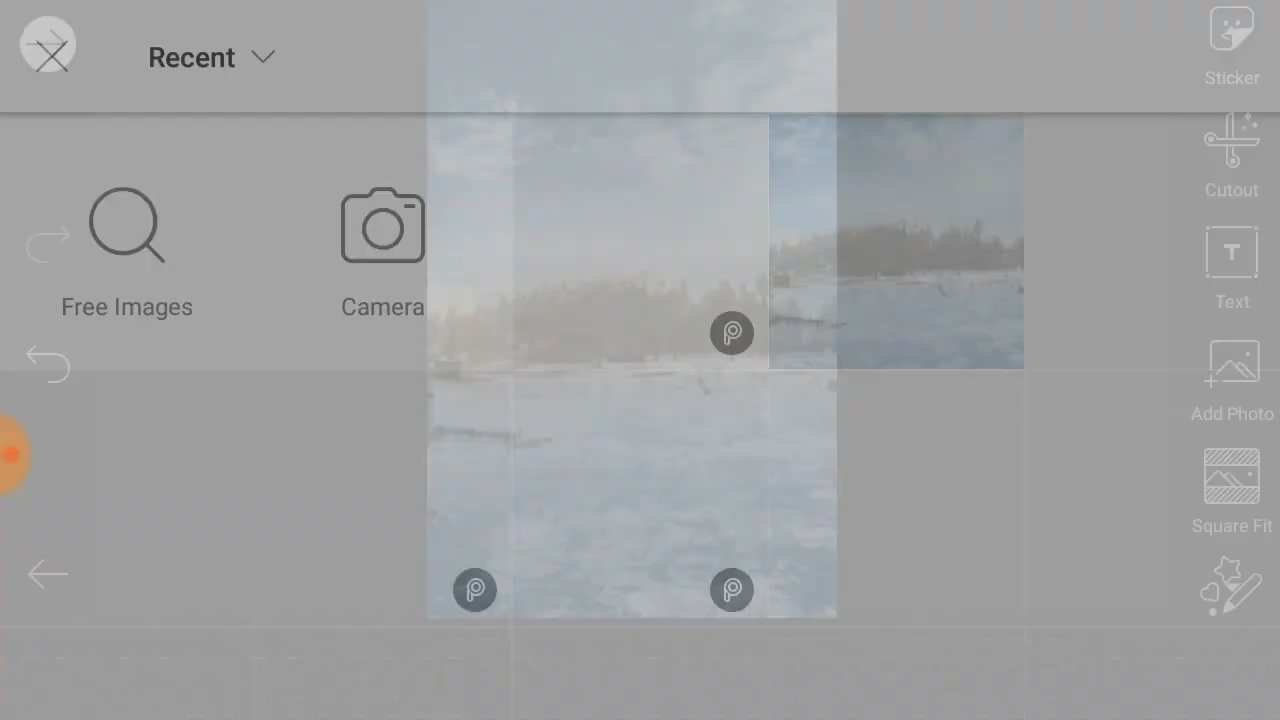 Recent
Sticker
Cutout
Free Images
Camera
T
Text
Add Photo
Square Fit